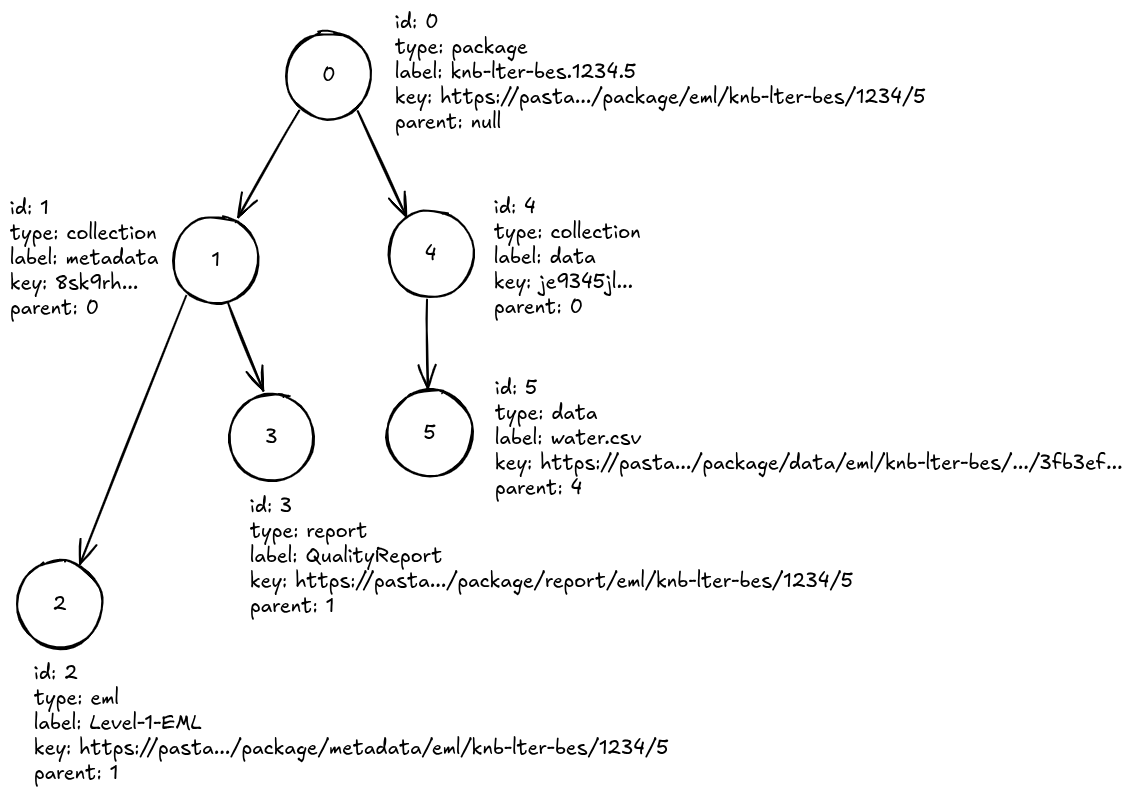 0
id: 0
type: package
label: knb-lter-bes.1234.5
key: https://pasta.../package/eml/knb-lter-bes/1234/5
parent: null
id: 1
type: collection
label: metadata
key: 8sk9rh...
parent: 0
1
4
id: 4
type: collection
label: data
key: je9345jl...
parent: 0
3
id: 3
type: report
label: QualityReport
key: https://pasta.../package/report/eml/knb-lter-bes/1234/5
parent: 1
5
id: 5
type: data
label: water.csv
key: https://pasta.../package/data/eml/knb-lter-bes/.../3fb3ef...
parent: 4
2
id: 2
type: eml
label: Level-1-EML
key: https://pasta.../package/metadata/eml/knb-lter-bes/1234/5
parent: 1